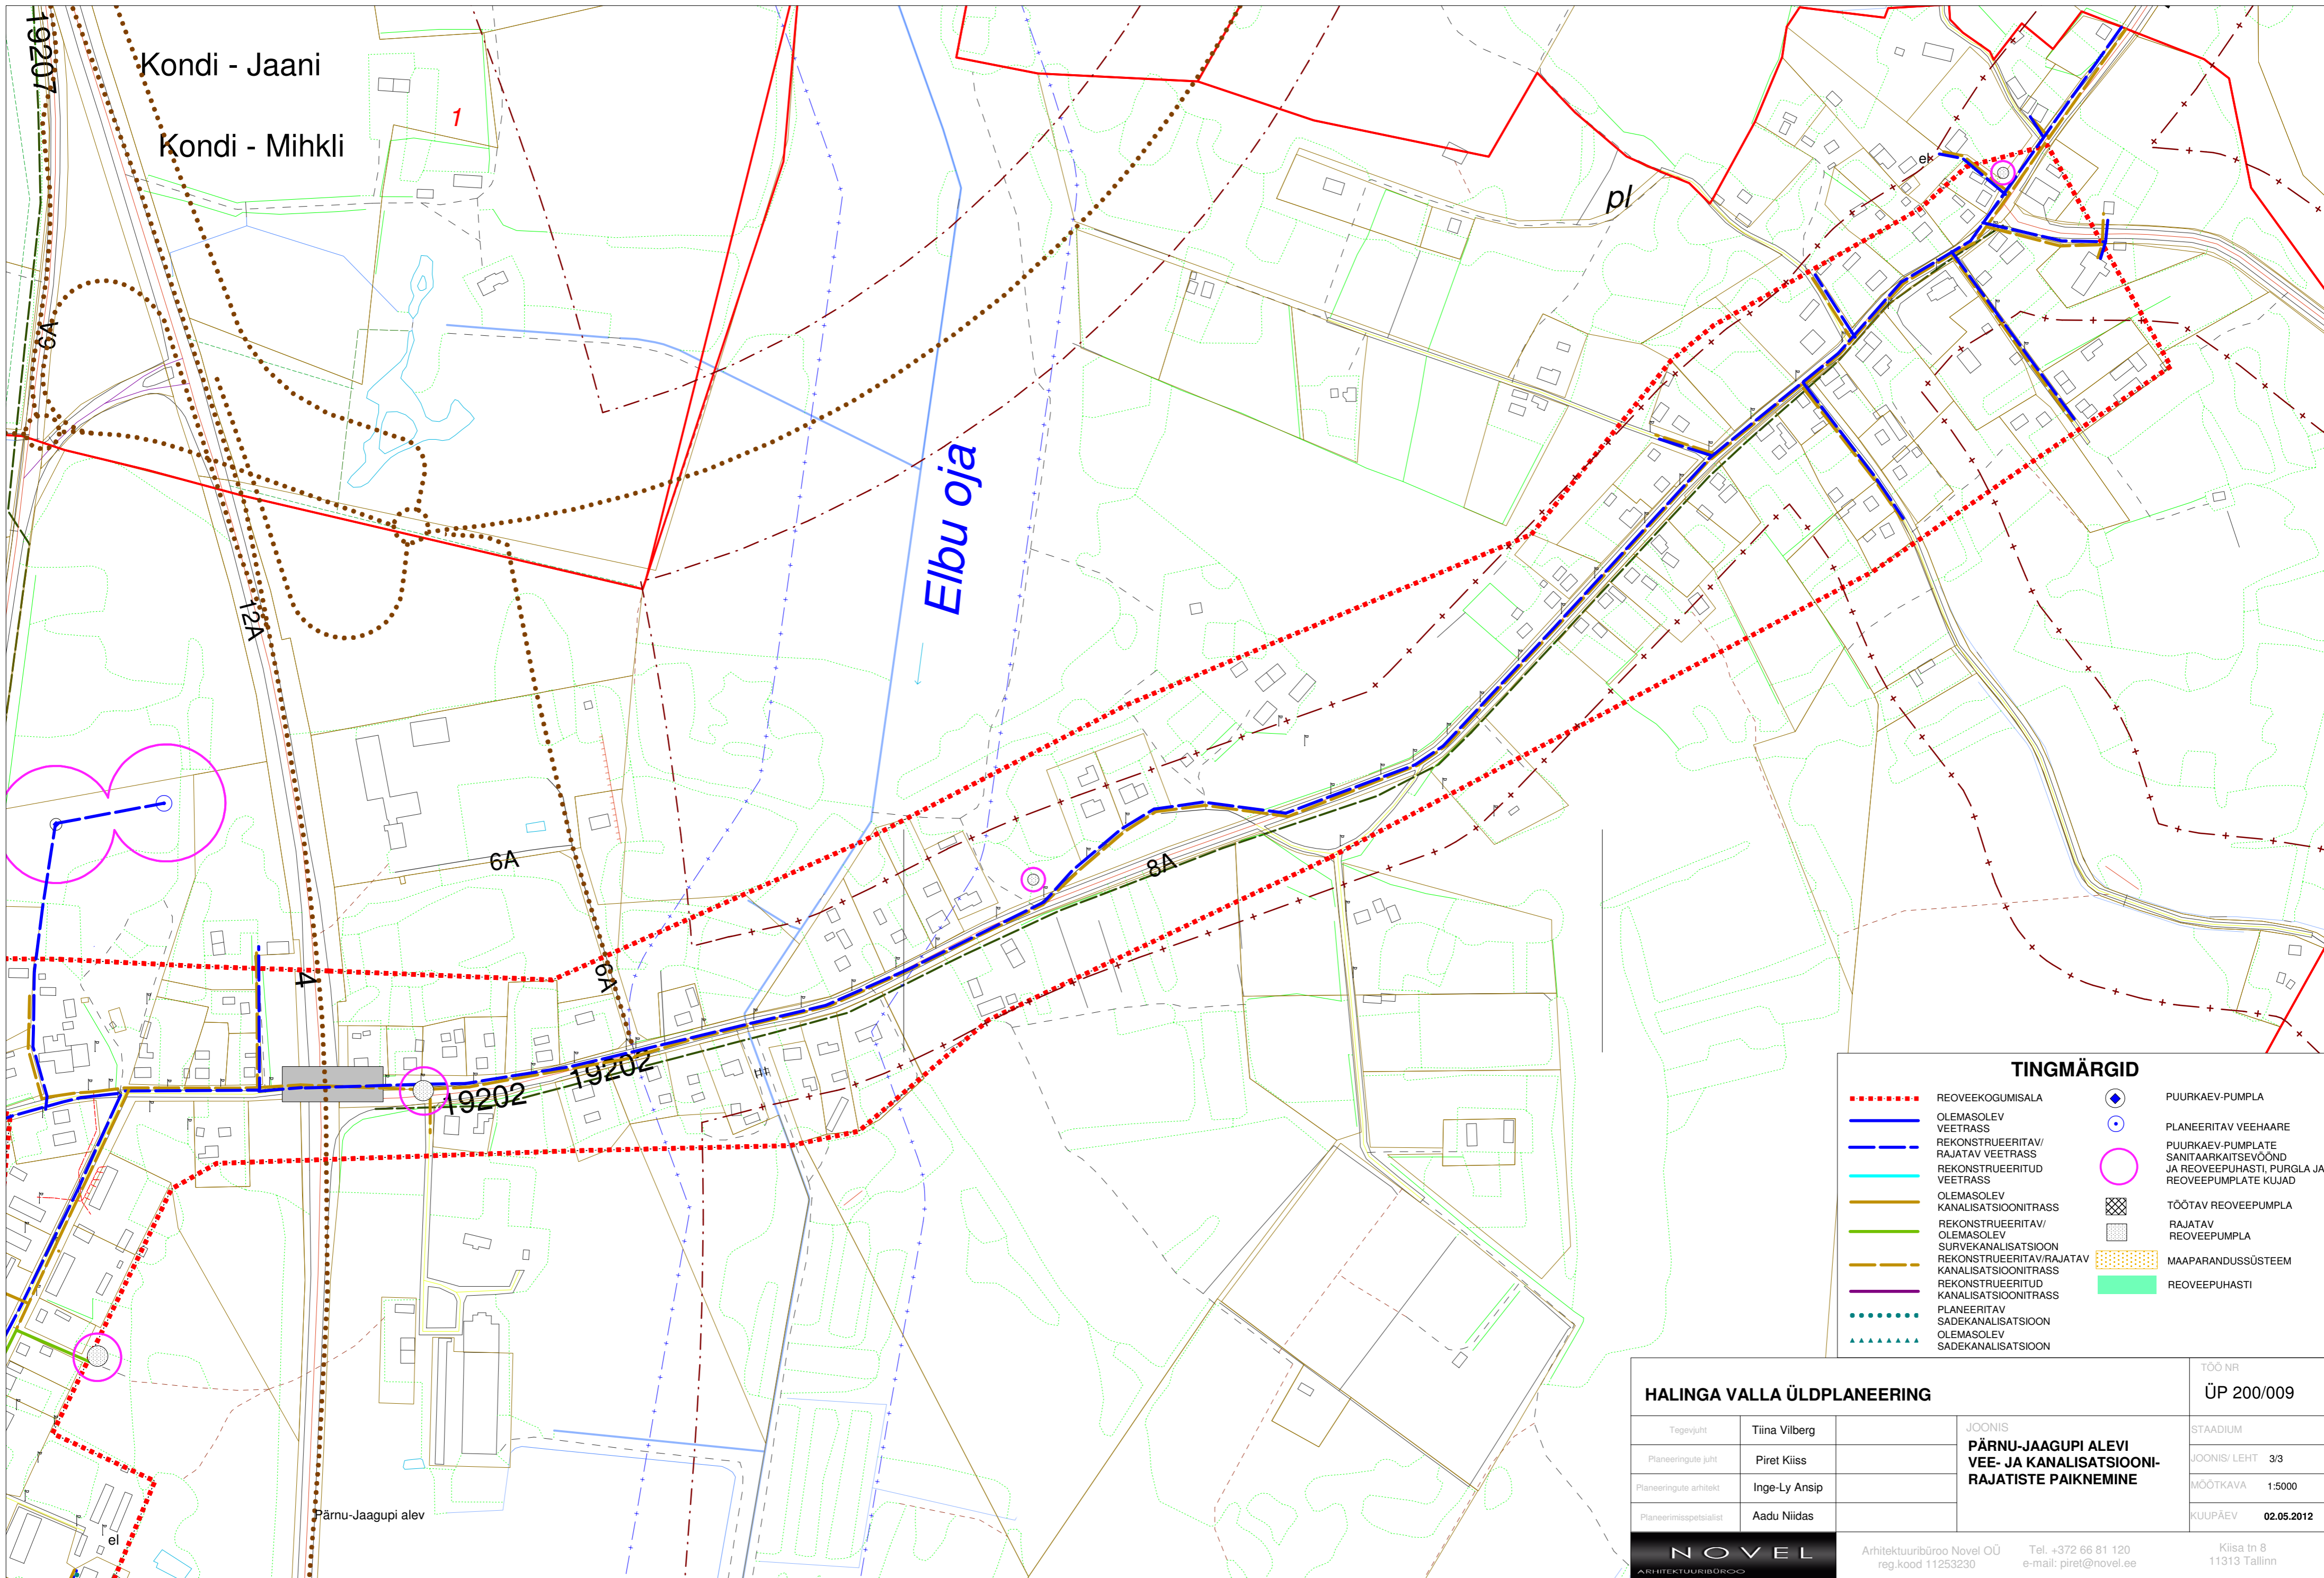 19207
Kondi - Jaani
1
Kondi - Mihkli
pl
el
6A
Elbu oja
12A
6A
8A
4
6A
19202
19202
Pärnu-Jaagupi alev
el
TINGMÄRGID
REOVEEKOGUMISALA
OLEMASOLEV
VEETRASS
REKONSTRUEERITAV/
RAJATAV VEETRASS
REKONSTRUEERITUD
VEETRASS
OLEMASOLEV
KANALISATSIOONITRASS
REKONSTRUEERITAV/
OLEMASOLEV
SURVEKANALISATSIOON
REKONSTRUEERITAV/RAJATAV
KANALISATSIOONITRASS
REKONSTRUEERITUD
KANALISATSIOONITRASS
PLANEERITAV
SADEKANALISATSIOON
OLEMASOLEV
SADEKANALISATSIOON
PUURKAEV-PUMPLA
PLANEERITAV VEEHAARE
PUURKAEV-PUMPLATE
SANITAARKAITSEVÖÖND
JA REOVEEPUHASTI, PURGLA JA
REOVEEPUMPLATE KUJAD
TÖÖTAV REOVEEPUMPLA
RAJATAV
REOVEEPUMPLA
MAAPARANDUSSÜSTEEM
REOVEEPUHASTI
HALINGA VALLA ÜLDPLANEERING
TÖÖ NR
ÜP 200/009
Tegevjuht Tiina Vilberg
Planeeringute juht Piret Kiiss
Planeeringute arhitekt Inge-Ly Ansip
Planeerimisspetsialist Aadu Niidas
JOONIS
PÄRNU-JAAGUPI ALEVI
VEE- JA KANALISATSIOONI-
RAJATISTE PAIKNEMINE
STAADIUM
JOONIS/ LEHT 3/3
MÕÕTKAVA 1:5000
KUUPÄEV 02.05.2012
NOVEL
ARHITEKTUURIBÜROO
Arhitektuuribüroo Novel OÜ
reg.kood 11253230
Tel. +372 66 81 120
e-mail: piret@novel.ee
Kiisa tn 8
11313 Tallinn